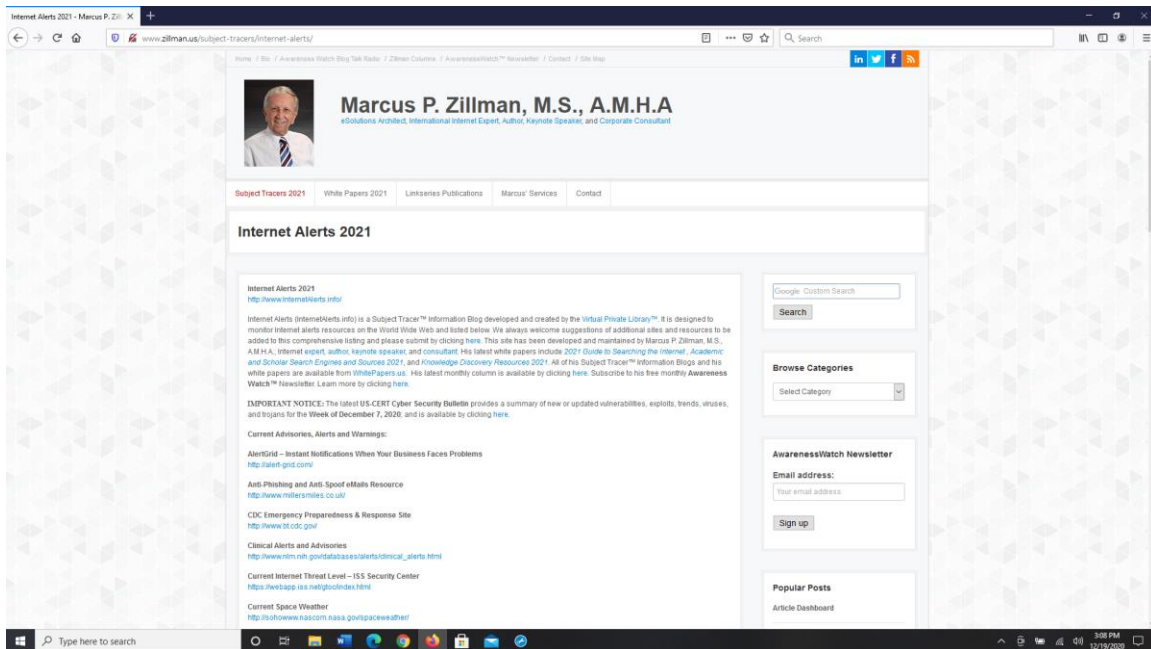 Internet Alerts 2021 - Marcus P. Zill
www.zillman.us/subject-tracers/internet-alerts/
Search
Home / Bio / Awareness Watch Blog Talk Radio / Zillman Columns / AwarenessWatch™ Newsletter / Contact / Site Map
in f
Marcus P. Zillman, M.S., A.M.H.A
eSolutions Architect, International Internet Expert, Author, Keynote Speaker, and Corporate Consultant
Subject Tracers 2021 White Papers 2021 Linkseries Publications Marcus' Services Contact
Internet Alerts 2021
Internet Alerts 2021
http://www.InternetAlerts.info/
Internet Alerts (InternetAlerts.info) is a Subject Tracer™ Information Blog developed and created by the Virtual Private Library™. It is designed to
monitor Internet alerts resources on the World Wide Web and listed below. We always welcome suggestions of additional sites and resources to be
added to this comprehensive listing and please submit by clicking here. This site has been developed and maintained by Marcus P. Zillman, M.S.,
A.M.H.A., Internet expert, author, keynote speaker, and consultant. His latest white papers include 2021 Guide to Searching the Internet , Academic
and Scholar Search Engines and Sources 2021, and Knowledge Discovery Resources 2021. All of his Subject Tracer™ Information Blogs and his
white papers are available from WhitePapers.us. His latest monthly column is available by clicking here. Subscribe to his free monthly Awareness
Watch™ Newsletter. Learn more by clicking here.
IMPORTANT NOTICE: The latest US-CERT Cyber Security Bulletin provides a summary of new or updated vulnerabilities, exploits, trends, viruses,
and trojans for the Week of December 7, 2020, and is available by clicking here.
Current Advisories, Alerts and Warnings:
AlertGrid – Instant Notifications When Your Business Faces Problems
http://alert-grid.com/
Anti-Phishing and Anti-Spoof eMails Resource
http://www.millersmiles.co.uk/
CDC Emergency Preparedness & Response Site
http://www.bt.cdc.gov/
Clinical Alerts and Advisories
http://www.nlm.nih.gov/databases/alerts/clinical_alerts.html
Current Internet Threat Level – ISS Security Center
https://webapp.iss.net/gtoc/index.html
Current Space Weather
http://sohowww.nascom.nasa.gov/spaceweather/
Google Custom Search
Search
Browse Categories
Select Category
AwarenessWatch Newsletter
Email address:
Your email address
Sign up
Popular Posts
Article Dashboard
Type here to search
3:08 PM
12/19/2020